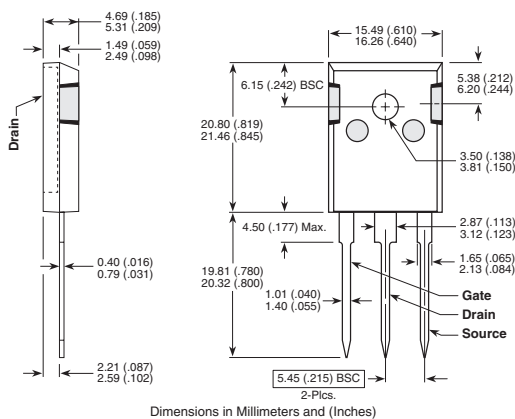 4.69 (.185)
5.31 (.209)
1.49 (.059)
2.49 (.098)
15.49 (.610)
16.26 (.640)
6.15 (.242) BSC
5.38 (.212)
6.20 (.244)
Drain
20.80 (.819)
21.46 (.845)
3.50 (.138)
3.81 (.150)
4.50 (.177) Max.
2.87 (.113)
3.12 (.123)
0.40 (.016)
0.79 (.031)
19.81 (.780)
20.32 (.800)
1.65 (.065)
2.13 (.084)
1.01 (.040)
1.40 (.055)
Gate
Drain
Source
2.21 (.087)
2.59 (.102)
5.45 (.215) BSC
2-Plcs.
Dimensions in Millimeters and (Inches)